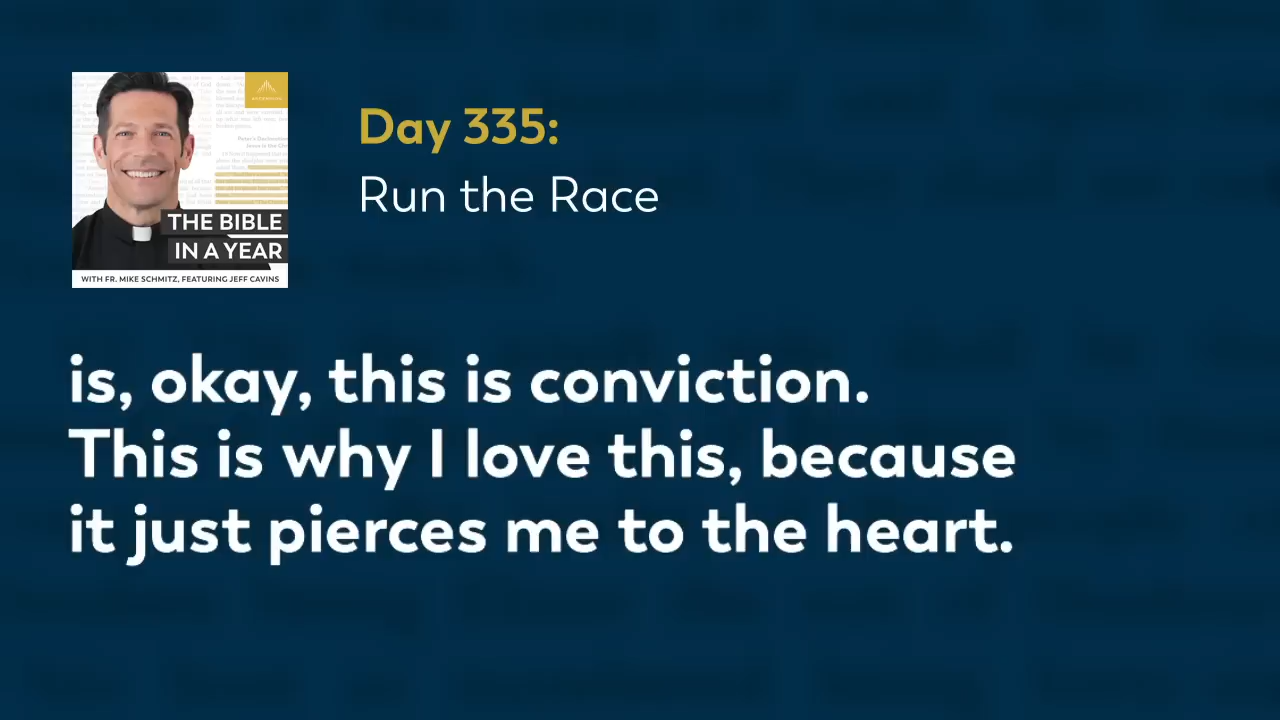 Day 335:
Run the Race
THE BIBLE
IN A YEAR
WITH FR. MIKE SCHMITZ, FEATURING JEFF CAVINS
is, okay, this is conviction.
This is why I love this, because
it just pierces me to the heart.